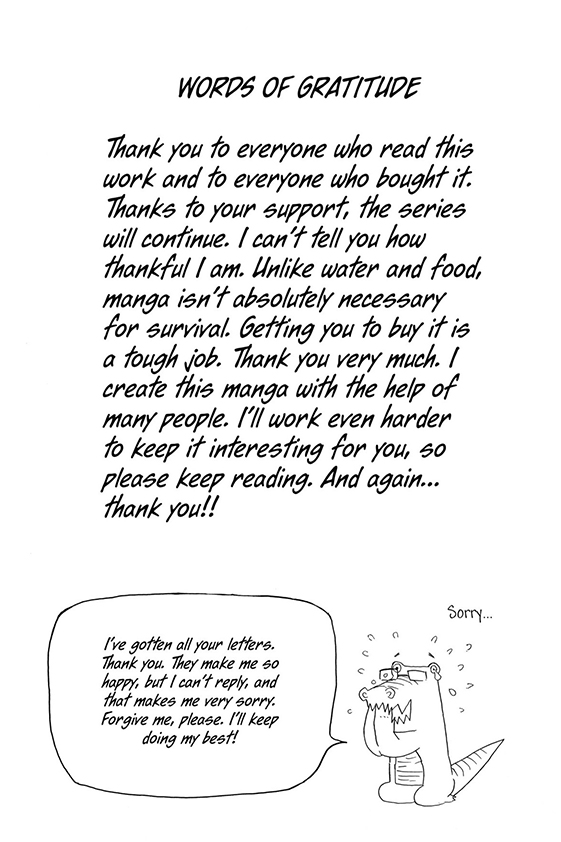 WORDS OF GRATITUDE
Thank you to everyone who read this
work and to everyone who bought it.
Thanks to your support, the series
will continue. I can't tell you how
thankful I am. Unlike water and food,
manga isn't absolutely necessary
for survival. Getting you to buy it is
a tough job. Thank you very much. I
create this manga with the help of
many people. I'll work even harder
to keep it interesting for you, so
please keep reading. And again...
thank you!!
Sorry...
I've gotten all your letters.
Thank you. They make me so
happy, but I can't reply, and
that makes me very sorry.
Forgive me, please. I'll keep
doing my best!